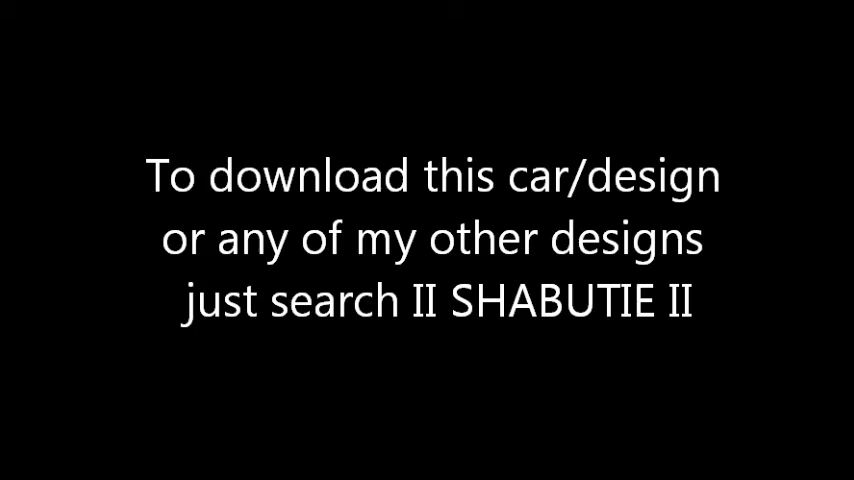 To download this car/design
or any of my other designs
just search II SHABUTIE II